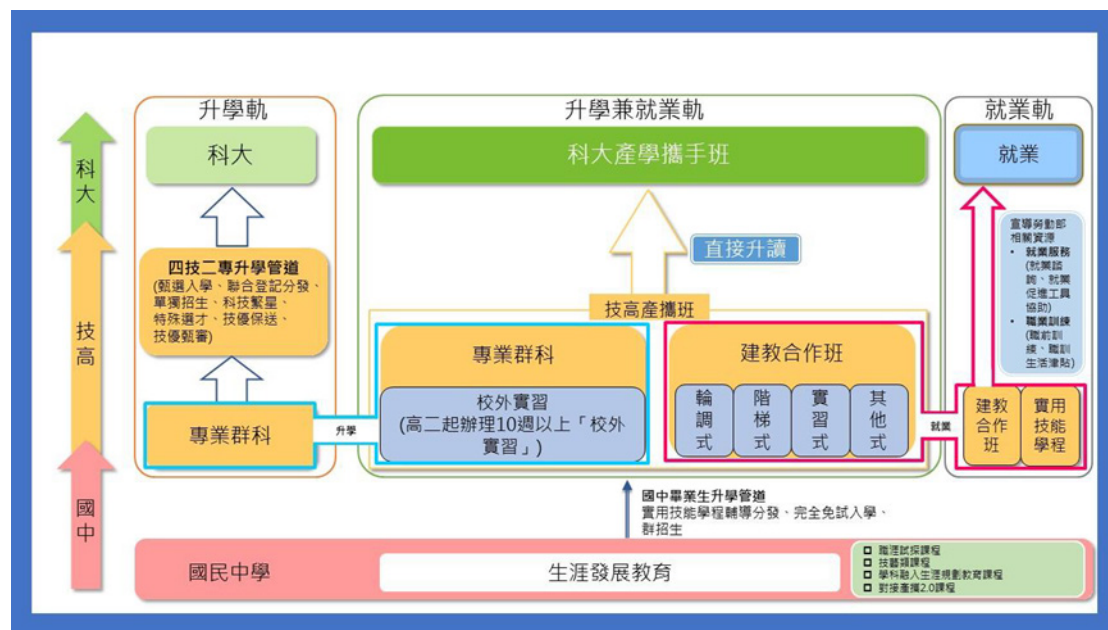 升學軌
升學兼就業軌
就業軌
科大
科大
科大產學攜手班
就業
直接升讀
宣導勞動部
相關資源
• 就業服務
(就業諮
詢、就業
促進工具
協助)
• 職業訓練
(職前訓
練、職訓
生活津貼)
四技二專升學管道
(甄選入學、聯合登記分發、
單獨招生、科技繁星、
特殊選才、技優保送、
技優甄審)
技高
技高產攜班
專業群科
升學
專業群科
校外實習
(高二起辦理10週以上「校外
實習」)
建教合作班
輪調式
階梯式
實習式
其他式
就業
建教
合作
班
實用
技能
學程
國中
國中畢業生升學管道
實用技能學程輔導分發、完全免試入學、
群招生
國民中學
生涯發展教育
職涯試探課程
技藝類課程
學科融入生涯規劃教育課程
對接產攜2.0課程